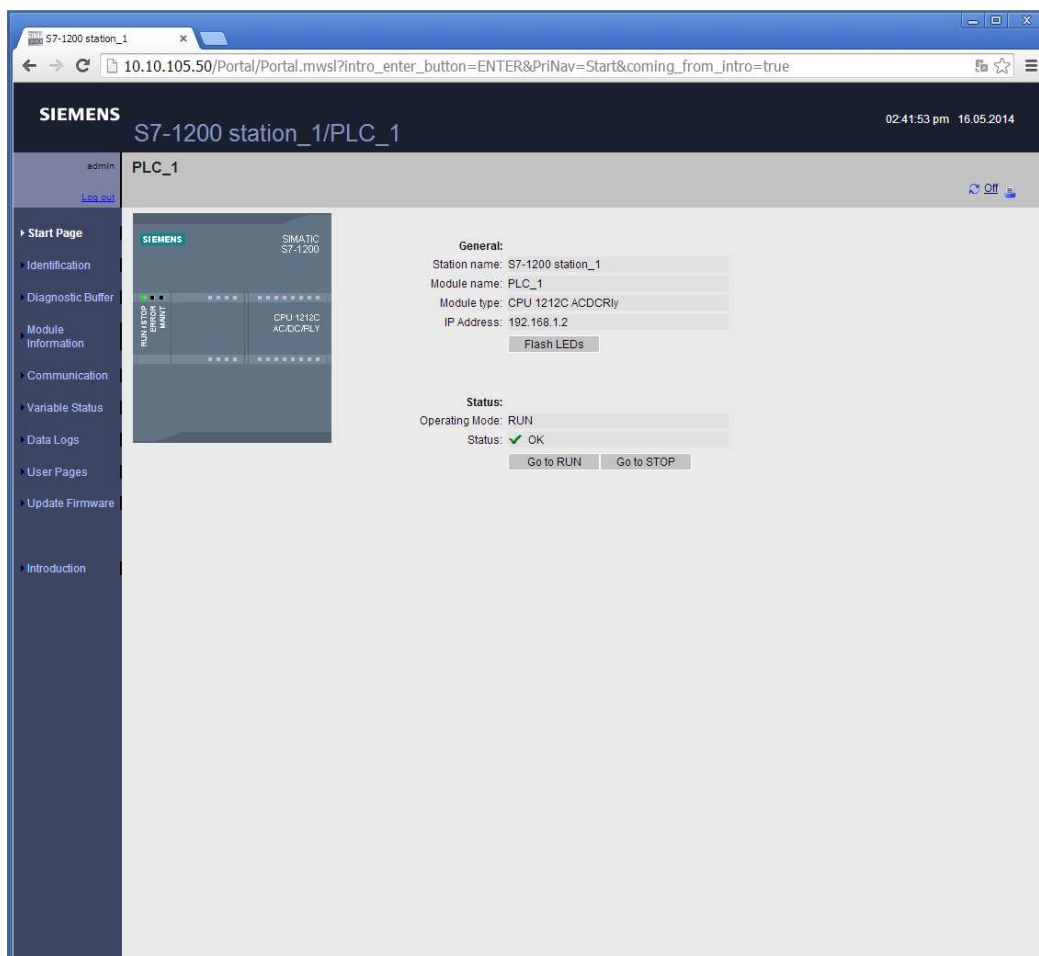 S7-1200 station_1
10.10.105.50/Portal/Portal.mwsl?intro_enter_button=ENTER&PriNav=Start&coming_from_intro=true
SIEMENS
S7-1200 station_1/PLC_1
02:41:53 pm 16.05.2014
admin
PLC_1
Log out
Off
Start Page
Identification
Diagnostic Buffer
Module
Information
Communication
Variable Status
Data Logs
User Pages
Update Firmware
Introduction
SIEMENS
SIMATIC
S7-1200
RUN / STOP
ERROR
MAINT
CPU 1212C
AC/DC/RLY
General:
Station name: S7-1200 station_1
Module name: PLC_1
Module type: CPU 1212C ACDCRly
IP Address: 192.168.1.2
Flash LEDs
Status:
Operating Mode: RUN
Status: OK
Go to RUN Go to STOP